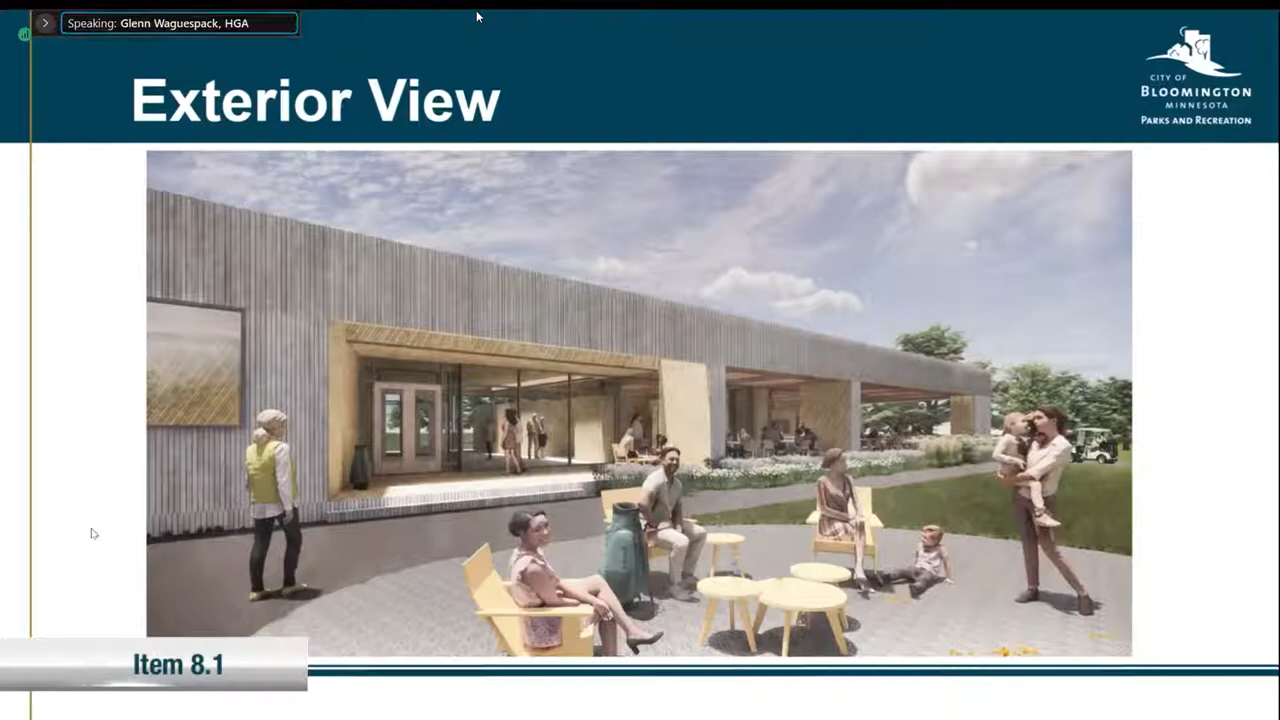 Speaking: Glenn Waguespack, HGA
Exterior View
CITY OF
BLOOMINGTON
MINNESOTA
PARKS AND RECREATION
Item 8.1